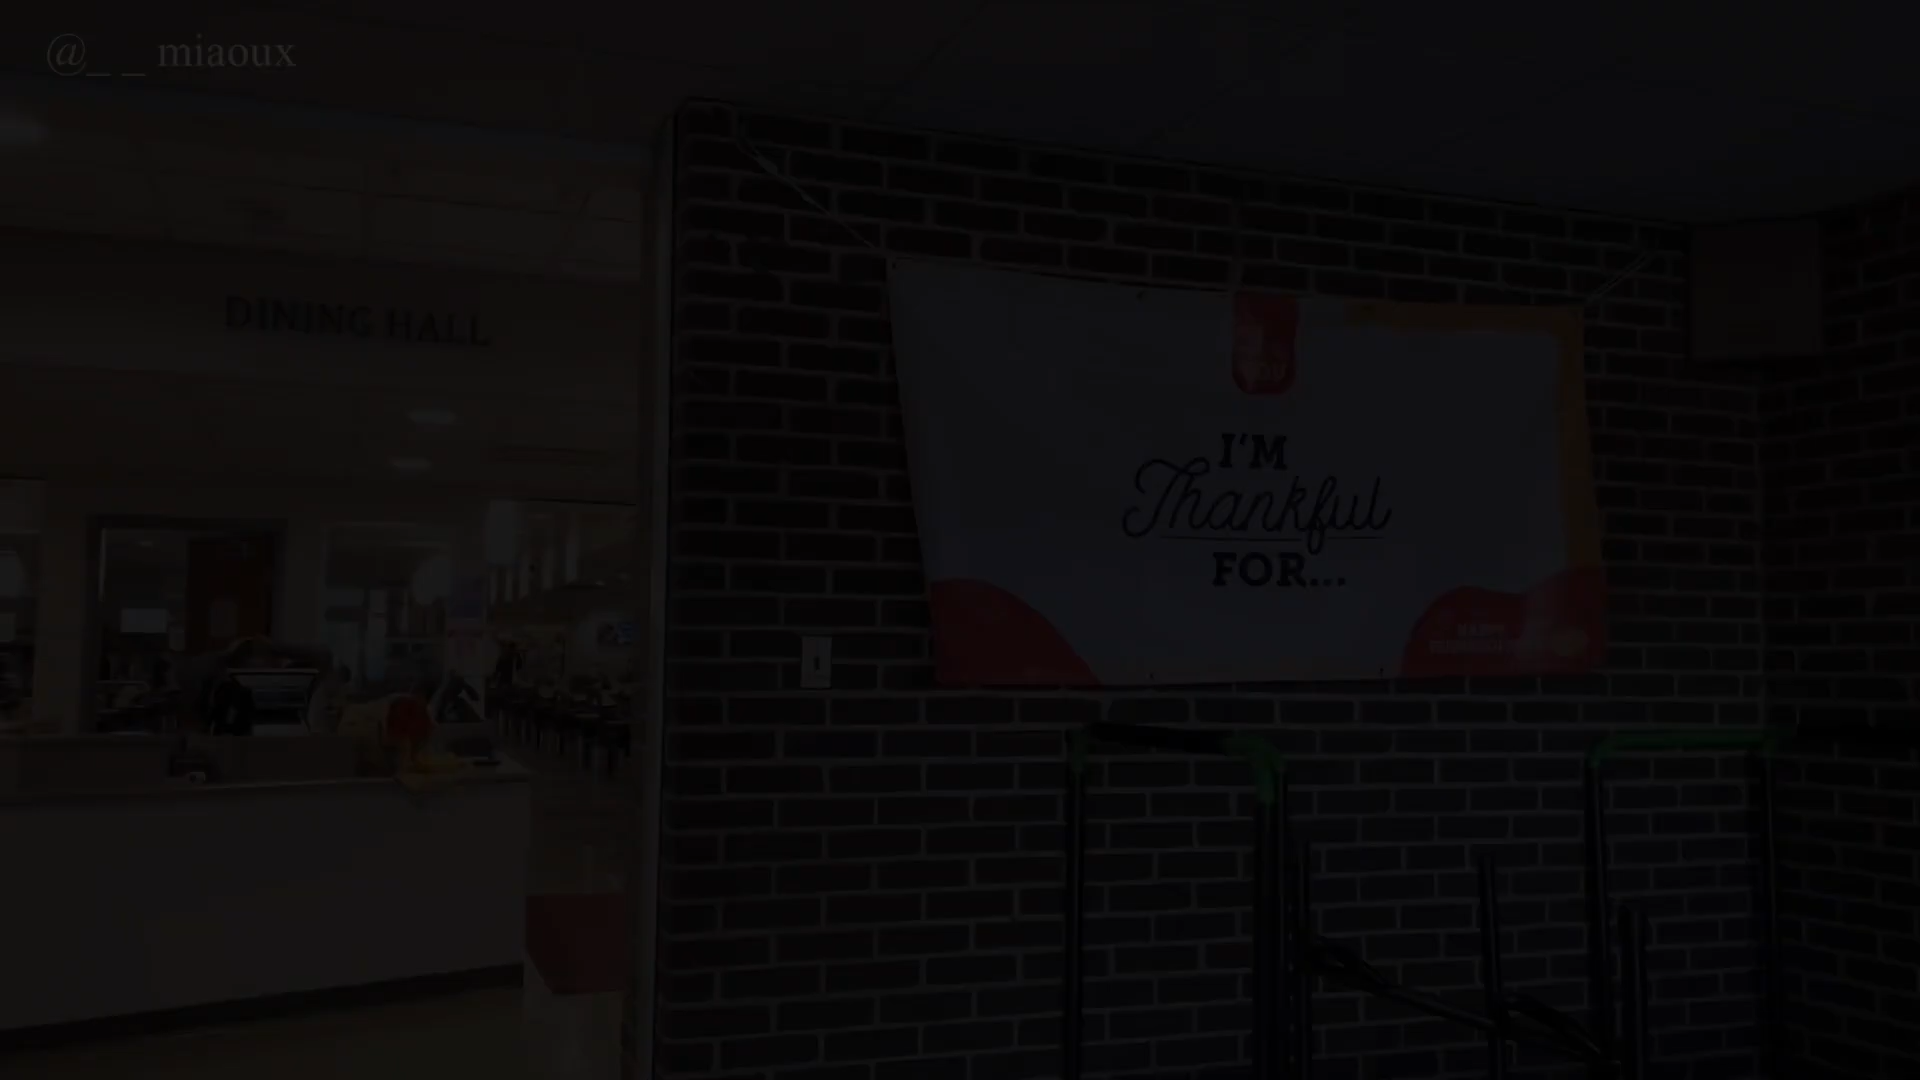 @_ _ miaoux
DINING HALL
I'M
Thankful
FOR...